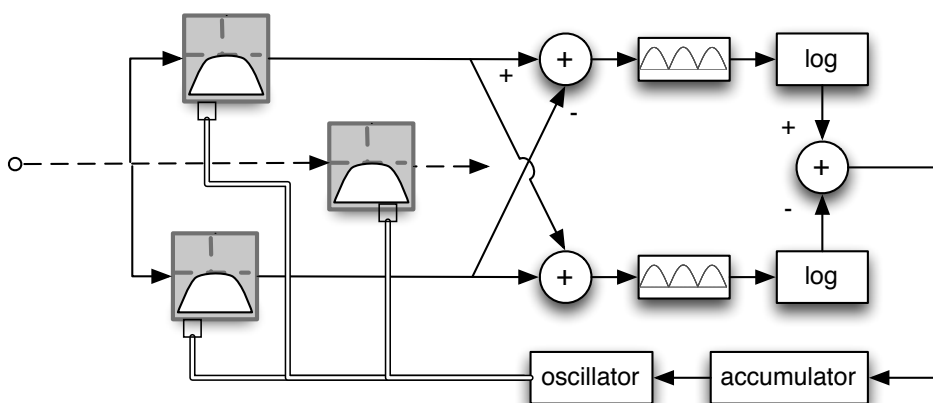 log
+
+
-
+
+
-
+
log
oscillator
accumulator